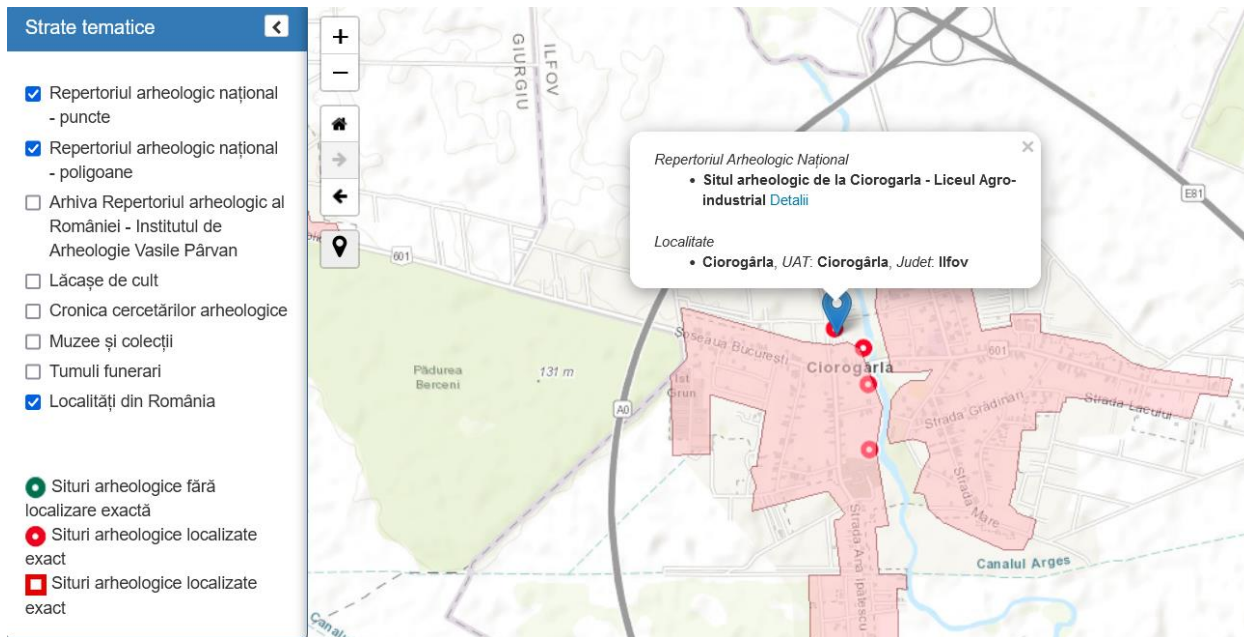 Strate tematice
Repertoriul arheologic național
- puncte
Repertoriul arheologic național
- poligoane
Arhiva Repertoriul arheologic al
României - Institutul de
Arheologie Vasile Pârvan
Lăcașe de cult
Cronica cercetărilor arheologice
Muzee și colecții
Tumuli funerari
Localități din România
Situri arheologice fără
localizare exactă
Situri arheologice localizate
exact
Situri arheologice localizate
exact
+
−
GIURGIU
ILFOV
Repertoriul Arheologic Național
• Situl arheologic de la Ciorogarla - Liceul Agro-
industrial Detalii
Localitate
• Ciorogârla, UAT: Ciorogârla, Judet: Ilfov
×
E81
601
Șoseaua București
Ciorogârla
601
Pădurea
Berceni
131 m
Ist
Grun
A0
Strada Grădinari
Strada Lacului
Strada Mare
Strada Ana Ipătescu
Canalul Argeș